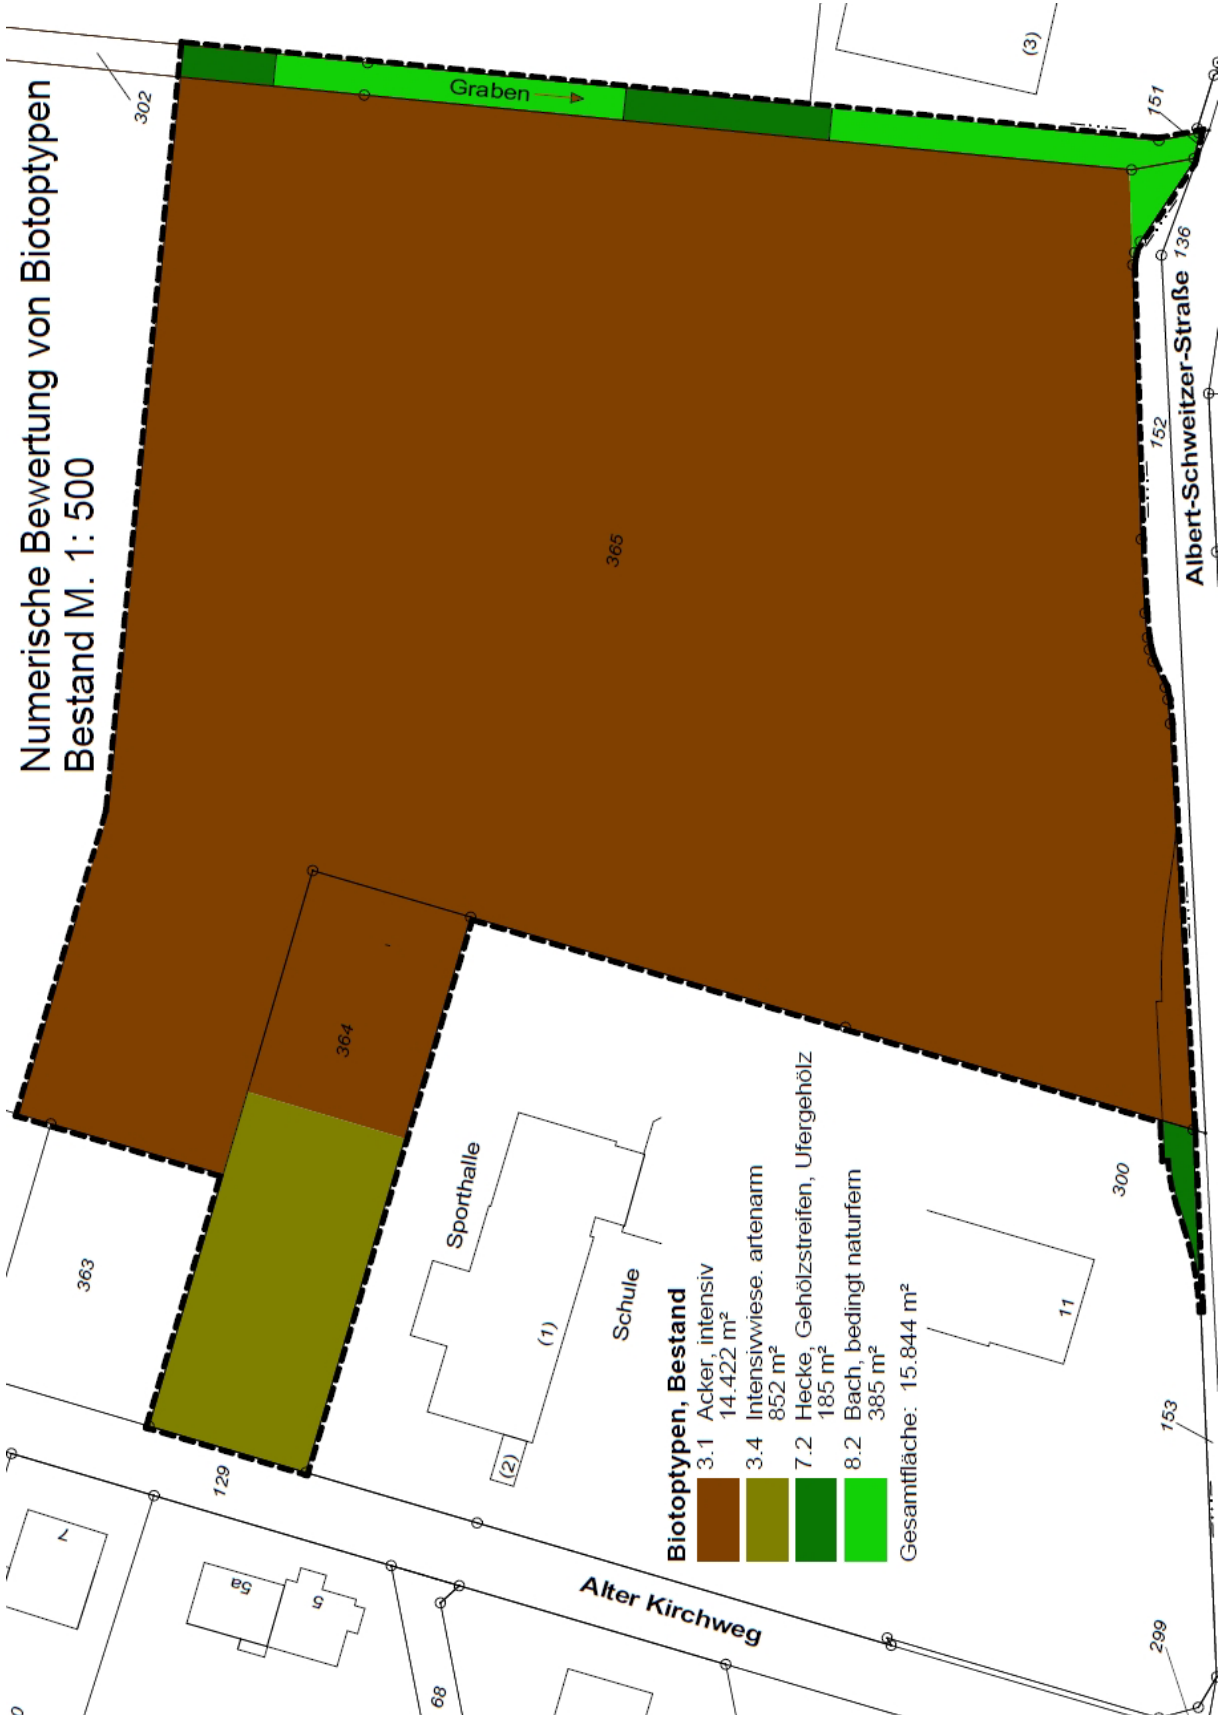 Numerische Bewertung von Biotoptypen
Bestand M. 1: 500
302
Graben
(3)
151
136
152
Albert-Schweitzer-Straße
365
364
363
Sporthalle
(1)
Schule
(2)
300
11
153
129
7
5a
5
Alter Kirchweg
68
299
Biotoptypen, Bestand
3.1 Acker, intensiv
14.422 m²
3.4 Intensivwiese. artenarm
852 m²
7.2 Hecke, Gehölzstreifen, Ufergehölz
185 m²
8.2 Bach, bedingt naturfern
385 m²
Gesamtfläche: 15.844 m²